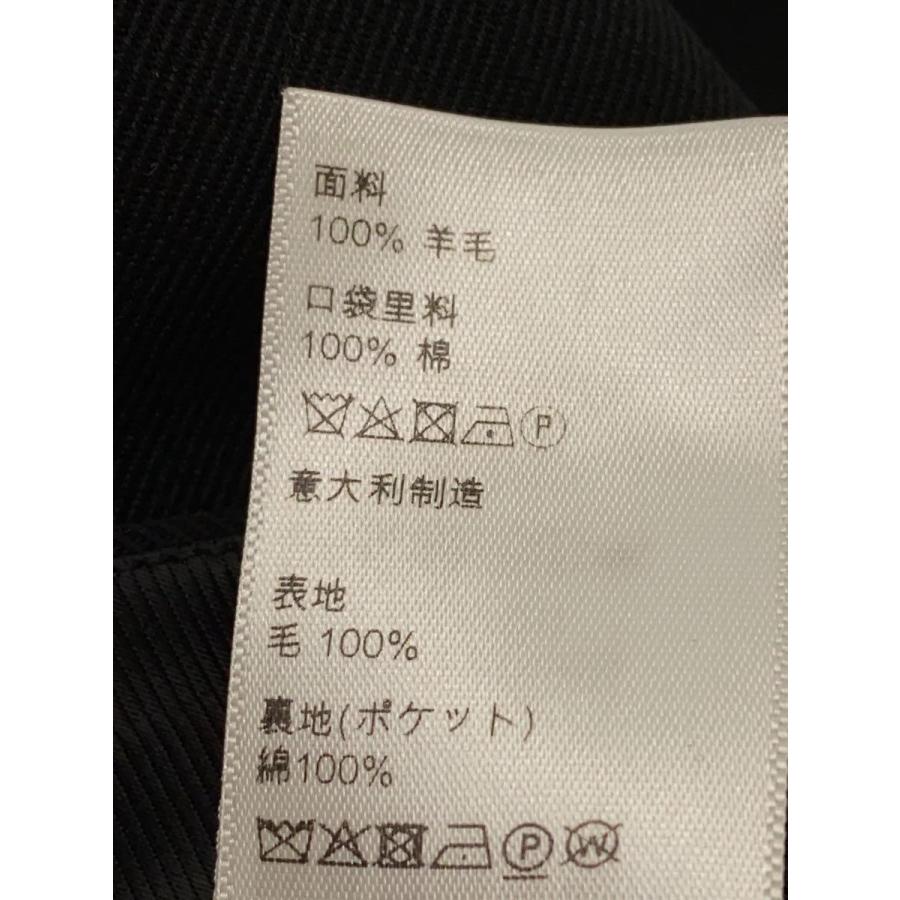 面料
100% 羊毛
口袋里料
100% 棉
P
意大利制造
表地
毛 100%
裏地(ポケット)
綿100%
P W